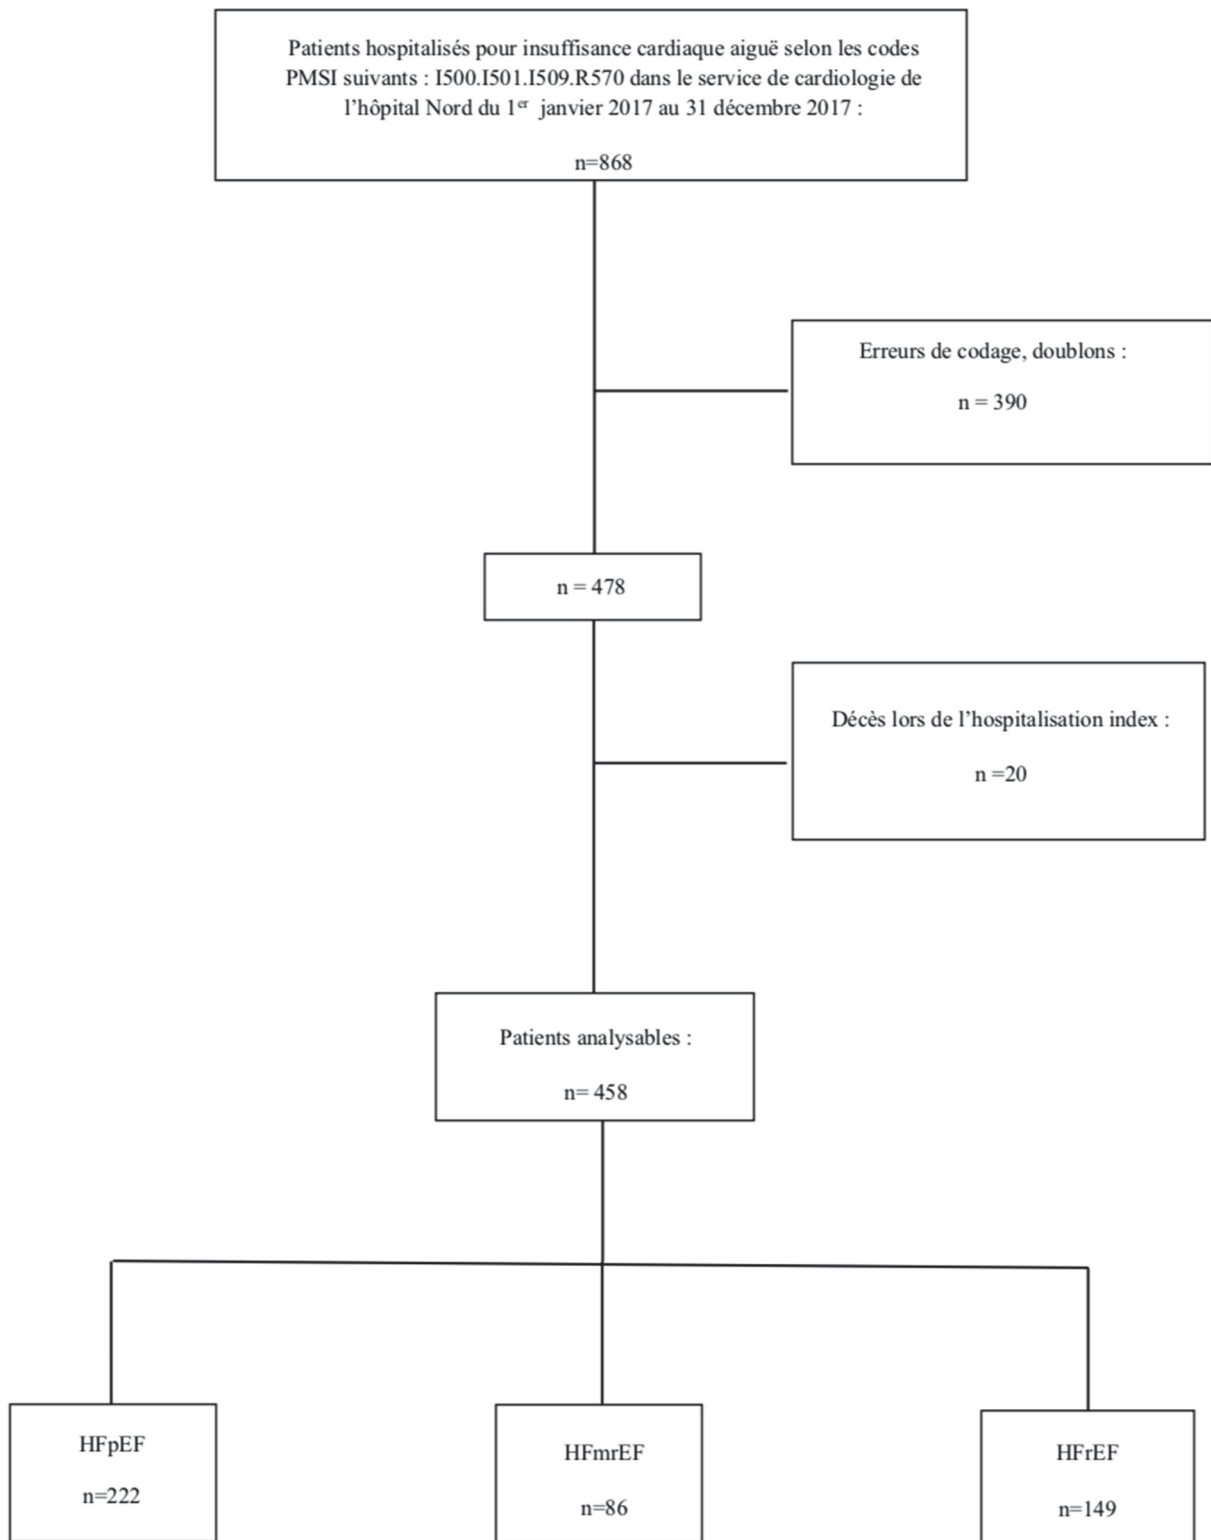 Patients hospitalisés pour insuffisance cardiaque aiguë selon les codes
PMSI suivants : I500.I501.I509.R570 dans le service de cardiologie de
l’hôpital Nord du 1er janvier 2017 au 31 décembre 2017 :
n=868
Erreurs de codage, doublons :
n = 390
n = 478
Décès lors de l’hospitalisation index :
n =20
Patients analysables :
n= 458
HFpEF
n=222
HFmrEF
n=86
HFrEF
n=149